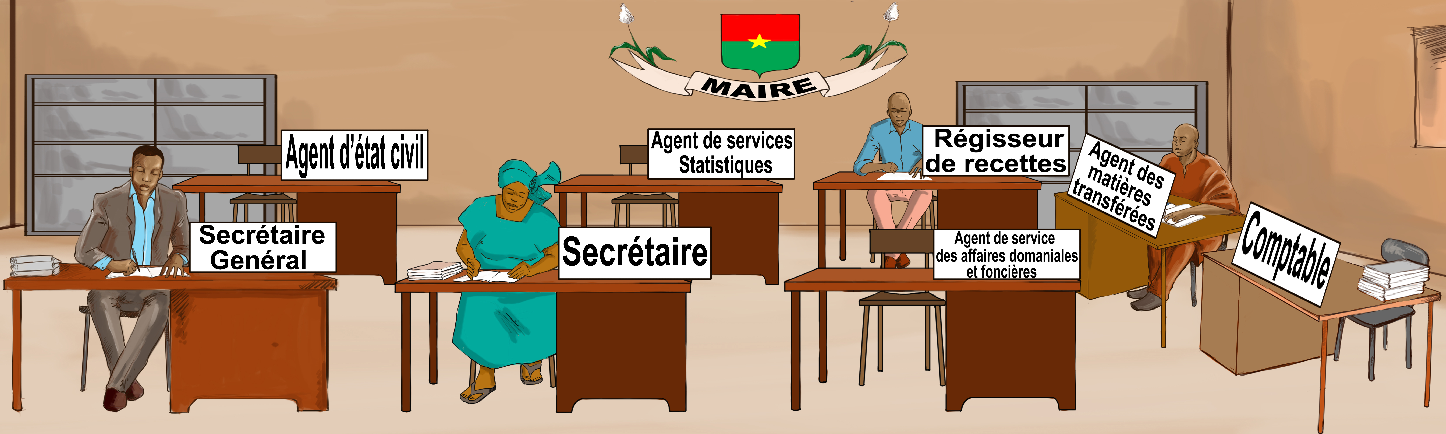 MAIRE
Agent d'état civil
Agent de services
Statistiques
Régisseur
de recettes
Agent des
matières
transférées
Secrétaire
Genéral
Secrétaire
Agent de service
des affaires domaniales
et foncières
Comptable